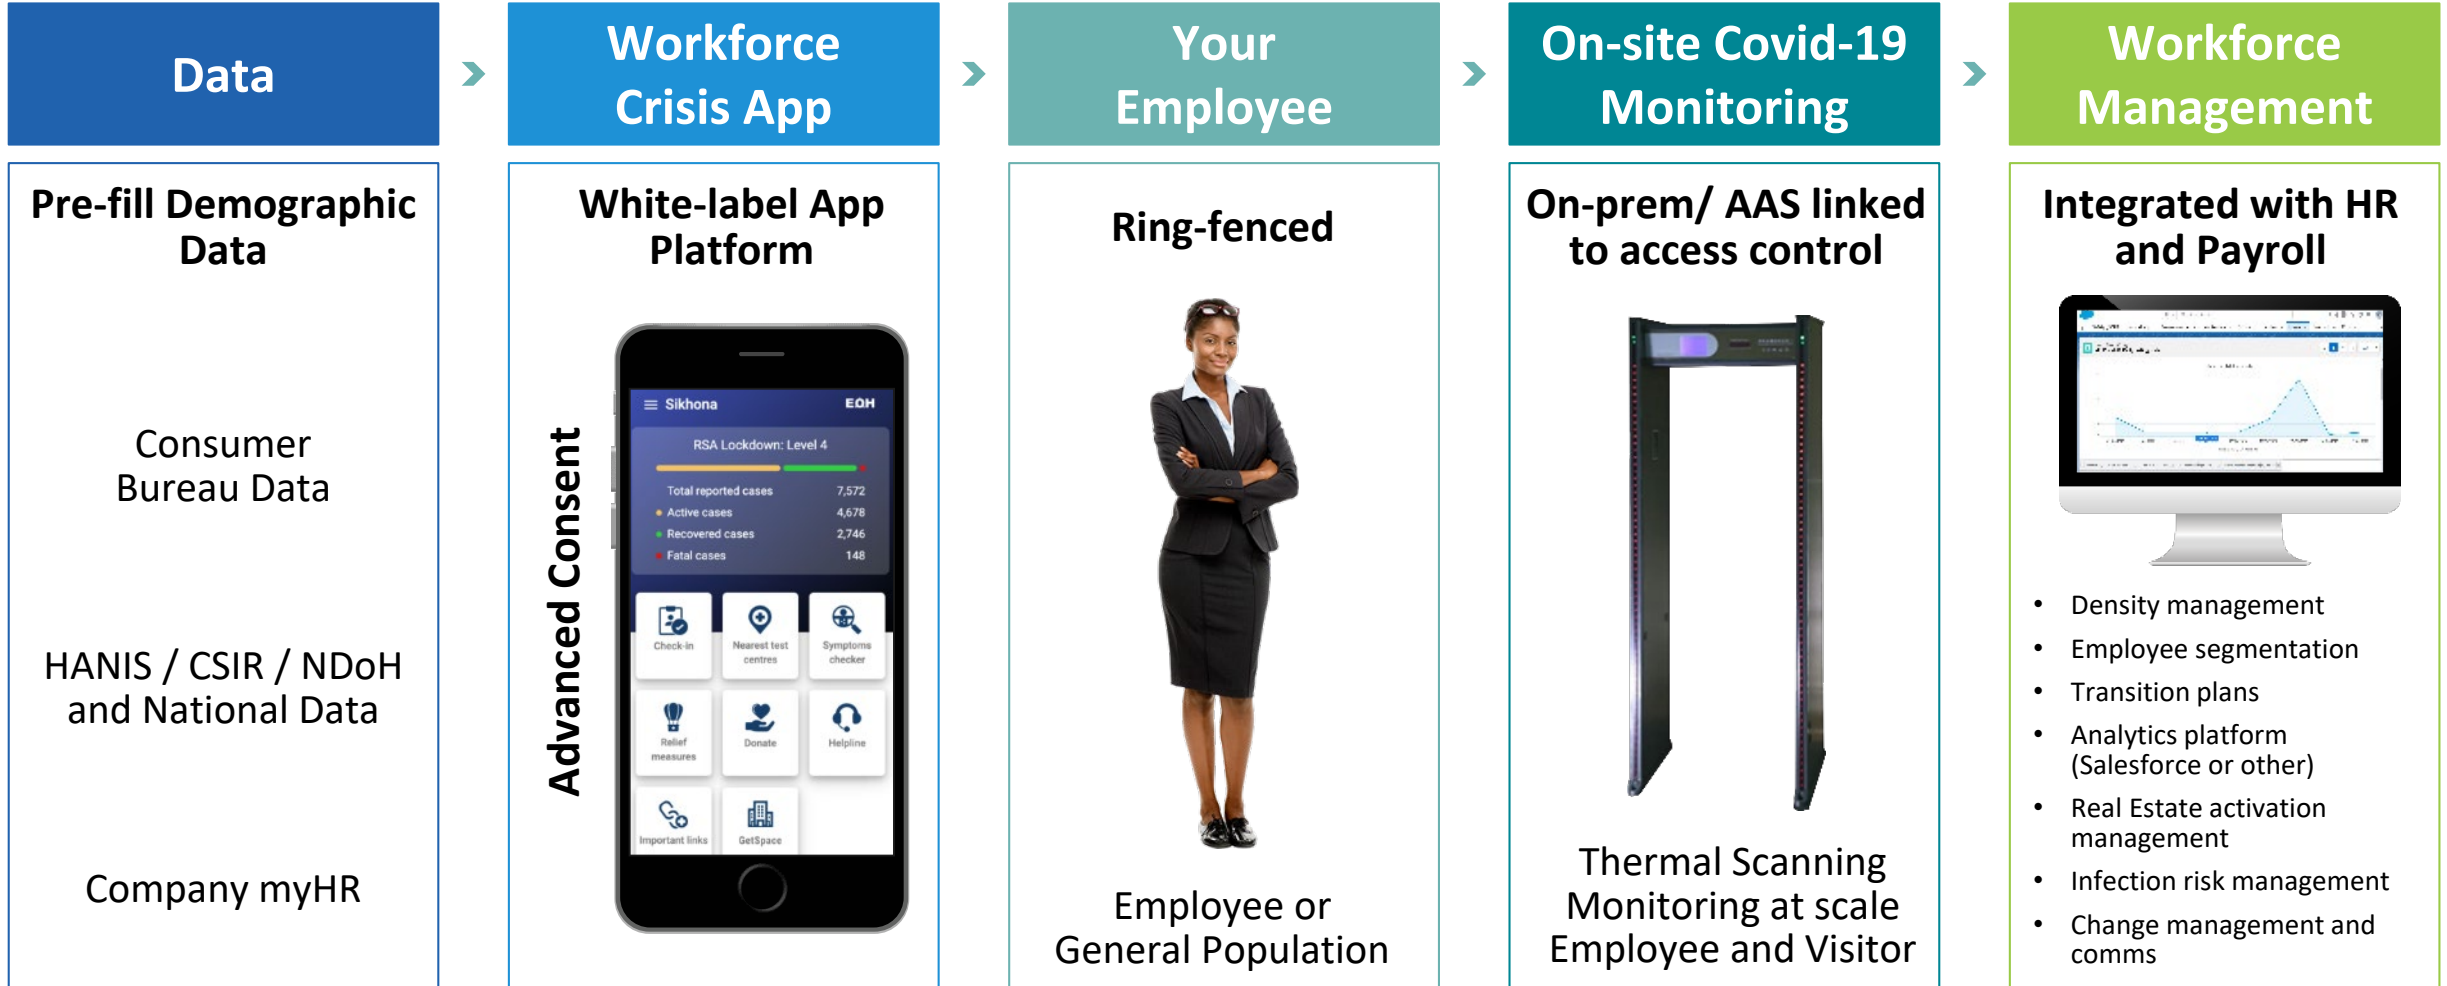 Data
Workforce
Crisis App
Your
Employee
On-site Covid-19
Monitoring
Workforce
Management
Pre-fill Demographic
Data
Consumer
Bureau Data
HANIS / CSIR / NDoH
and National Data
Company myHR
White-label App
Platform
Advanced Consent
Sikhona
EOH
RSA Lockdown: Level 4
Total reported cases 7,572
Active cases 4,678
Recovered cases 2,746
Fatal cases 148
Check-in
Nearest test
centres
Symptoms
checker
Relief
measures
Donate
Helpline
Important links
GetSpace
Ring-fenced
Employee or
General Population
On-prem/ AAS linked
to access control
Thermal Scanning
Monitoring at scale
Employee and Visitor
Integrated with HR
and Payroll
• Density management
• Employee segmentation
• Transition plans
• Analytics platform
(Salesforce or other)
• Real Estate activation
management
• Infection risk management
• Change management and
comms